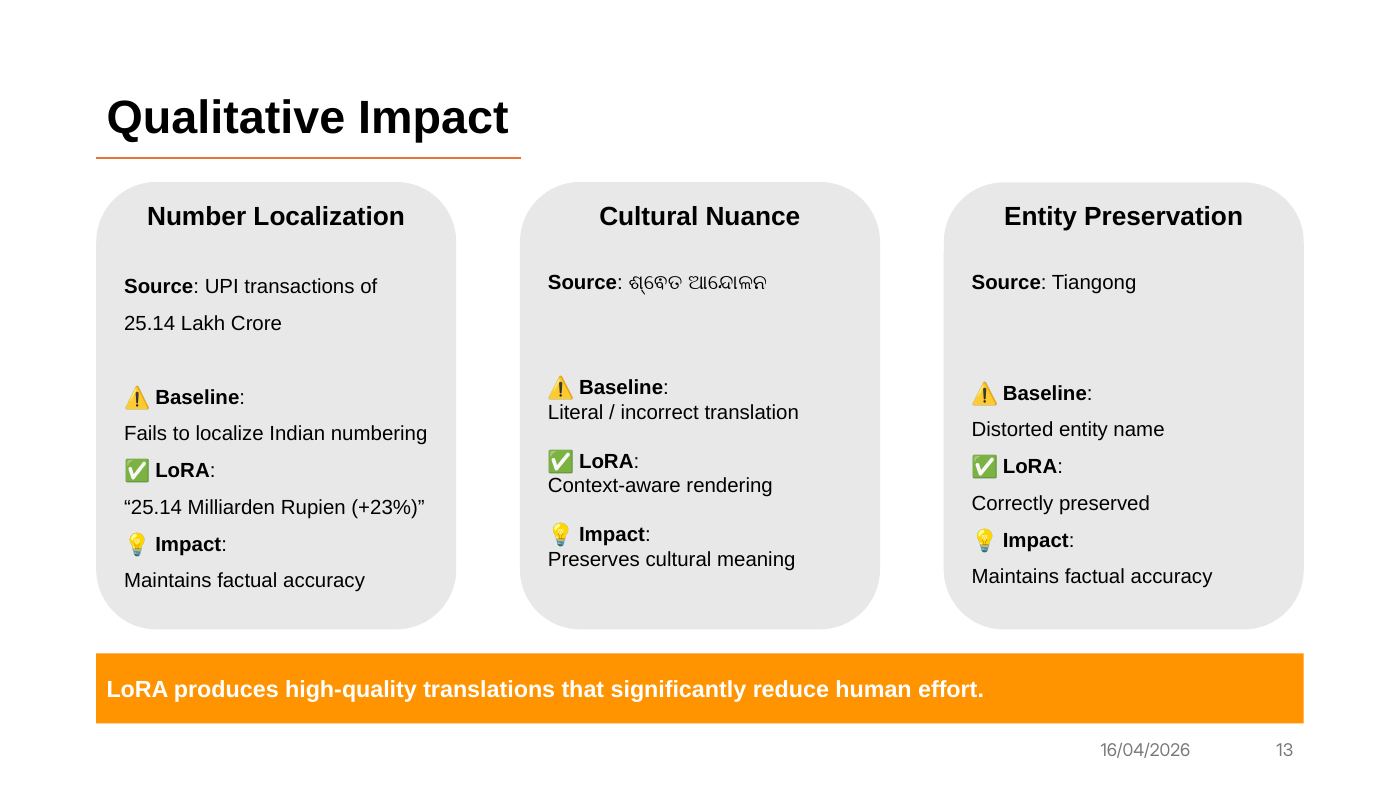 Qualitative Impact
Number Localization
Source: UPI transactions of
25.14 Lakh Crore
⚠️ Baseline:
Fails to localize Indian numbering
✅ LoRA:
“25.14 Milliarden Rupien (+23%)”
💡 Impact:
Maintains factual accuracy
Cultural Nuance
Source: ଶ୍ଵେତ ଆନ୍ଦୋଳନ
⚠️ Baseline:
Literal / incorrect translation
✅ LoRA:
Context-aware rendering
💡 Impact:
Preserves cultural meaning
Entity Preservation
Source: Tiangong
⚠️ Baseline:
Distorted entity name
✅ LoRA:
Correctly preserved
💡 Impact:
Maintains factual accuracy
LoRA produces high-quality translations that significantly reduce human effort.
16/04/2026
13